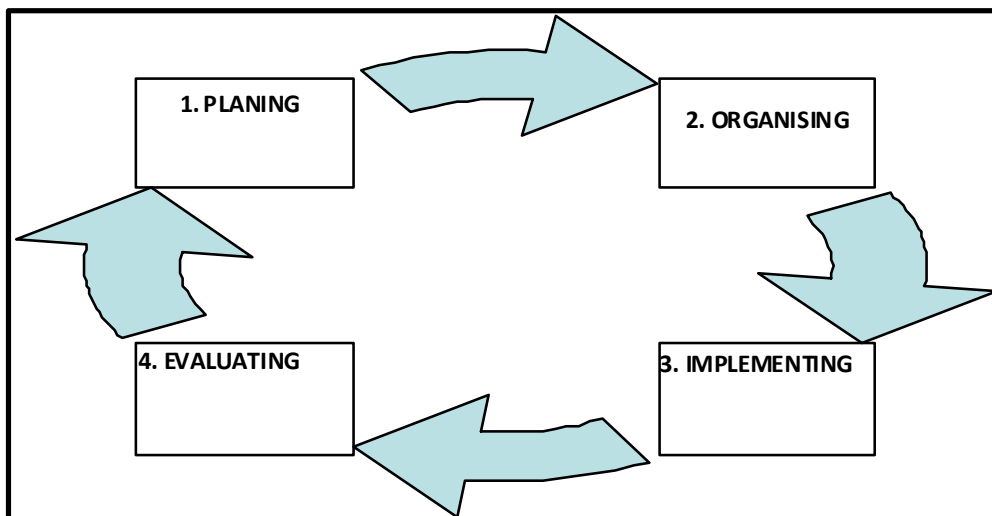 1. PLANING
2. ORGANISING
4. EVALUATING
3. IMPLEMENTING